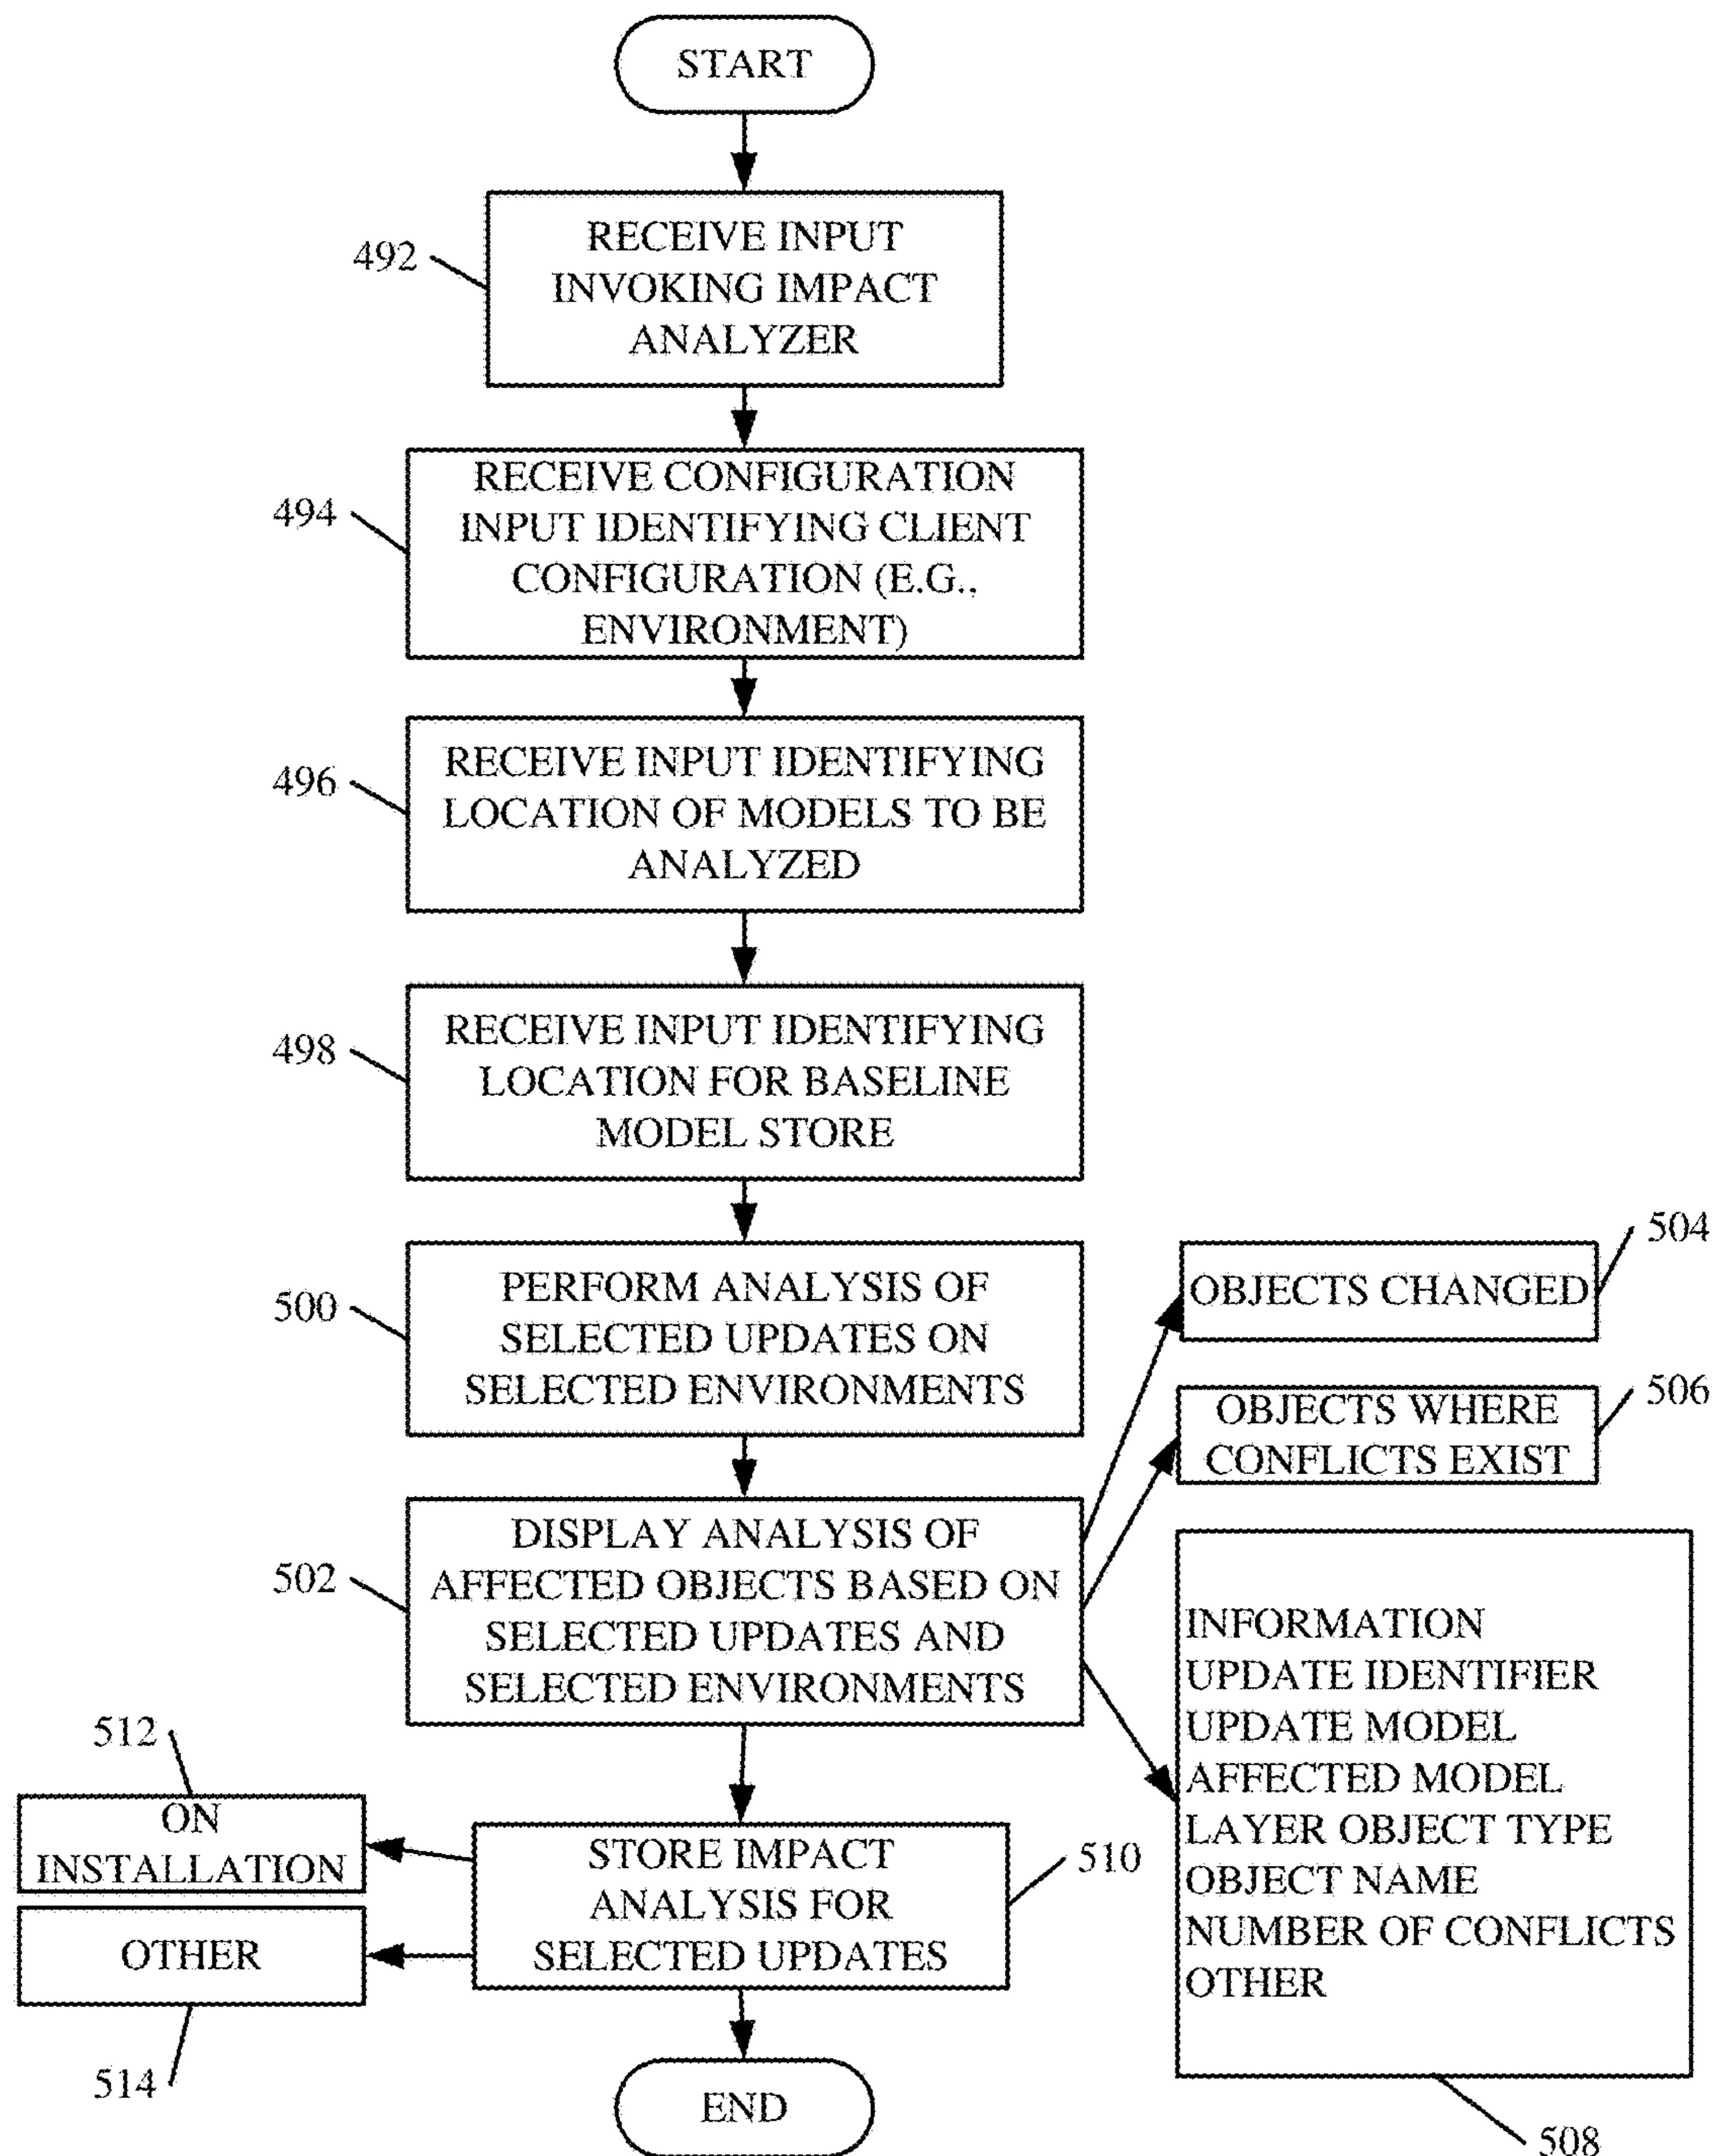 START
492
RECEIVE INPUT
INVOKING IMPACT
ANALYZER
494
RECEIVE CONFIGURATION
INPUT IDENTIFYING CLIENT
CONFIGURATION (E.G.,
ENVIRONMENT)
496
RECEIVE INPUT IDENTIFYING
LOCATION OF MODELS TO BE
ANALYZED
498
RECEIVE INPUT IDENTIFYING
LOCATION FOR BASELINE
MODEL STORE
500
PERFORM ANALYSIS OF
SELECTED UPDATES ON
SELECTED ENVIRONMENTS
504
OBJECTS CHANGED
506
OBJECTS WHERE
CONFLICTS EXIST
502
DISPLAY ANALYSIS OF
AFFECTED OBJECTS BASED ON
SELECTED UPDATES AND
SELECTED ENVIRONMENTS
INFORMATION
UPDATE IDENTIFIER
UPDATE MODEL
AFFECTED MODEL
LAYER OBJECT TYPE
OBJECT NAME
NUMBER OF CONFLICTS
OTHER
508
512
ON
INSTALLATION
STORE IMPACT
ANALYSIS FOR
SELECTED UPDATES
510
OTHER
514
END